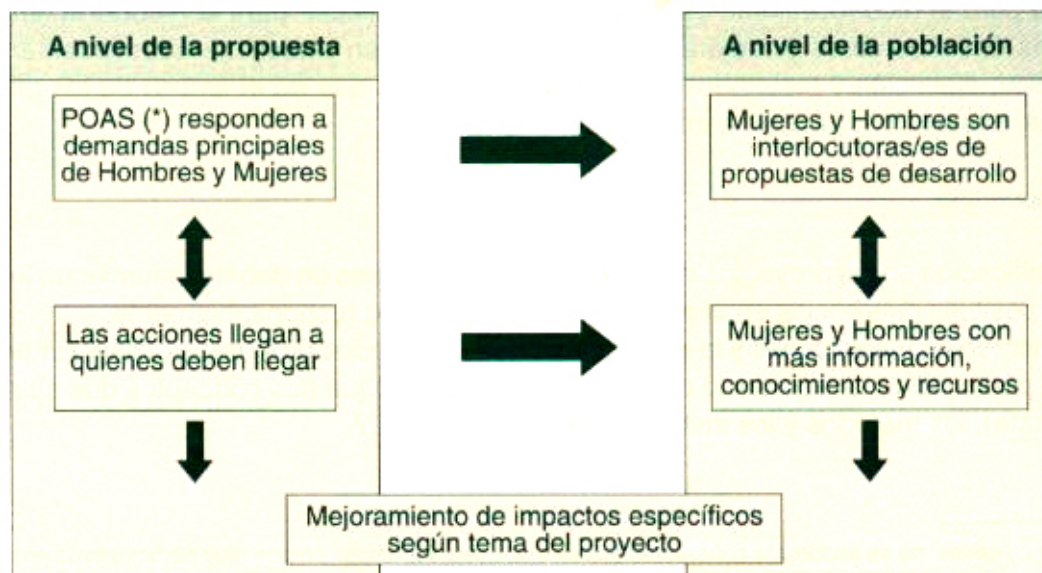 A nivel de la propuesta
POAS (*) responden a
demandas principales
de Hombres y Mujeres
Las acciones llegan a
quienes deben llegar
A nivel de la población
Mujeres y Hombres son
interlocutoras/es de
propuestas de desarrollo
Mujeres y Hombres con
más información,
conocimientos y recursos
Mejoramiento de impactos específicos
según tema del proyecto